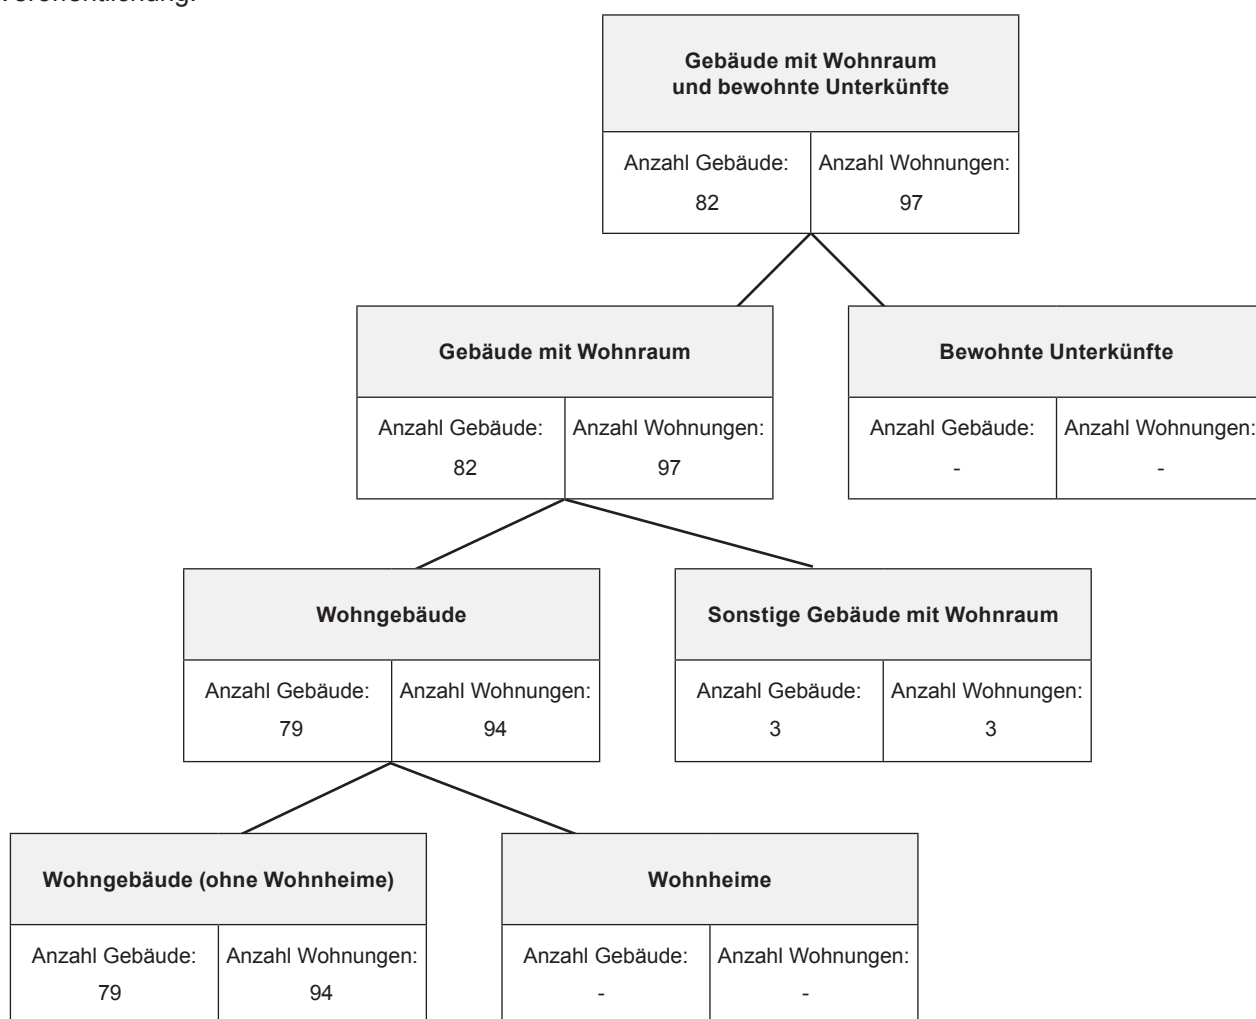 Veröffentlichung.
Gebäude mit Wohnraum
und bewohnte Unterkünfte
Anzahl Gebäude: Anzahl Wohnungen:
82 97
Gebäude mit Wohnraum Bewohnte Unterkünfte
Anzahl Gebäude: Anzahl Wohnungen: Anzahl Gebäude: Anzahl Wohnungen:
82 97 - -
Wohngebäude Sonstige Gebäude mit Wohnraum
Anzahl Gebäude: Anzahl Wohnungen: Anzahl Gebäude: Anzahl Wohnungen:
79 94 3 3
Wohngebäude (ohne Wohnheime) Wohnheime
Anzahl Gebäude: Anzahl Wohnungen: Anzahl Gebäude: Anzahl Wohnungen:
79 94 - -